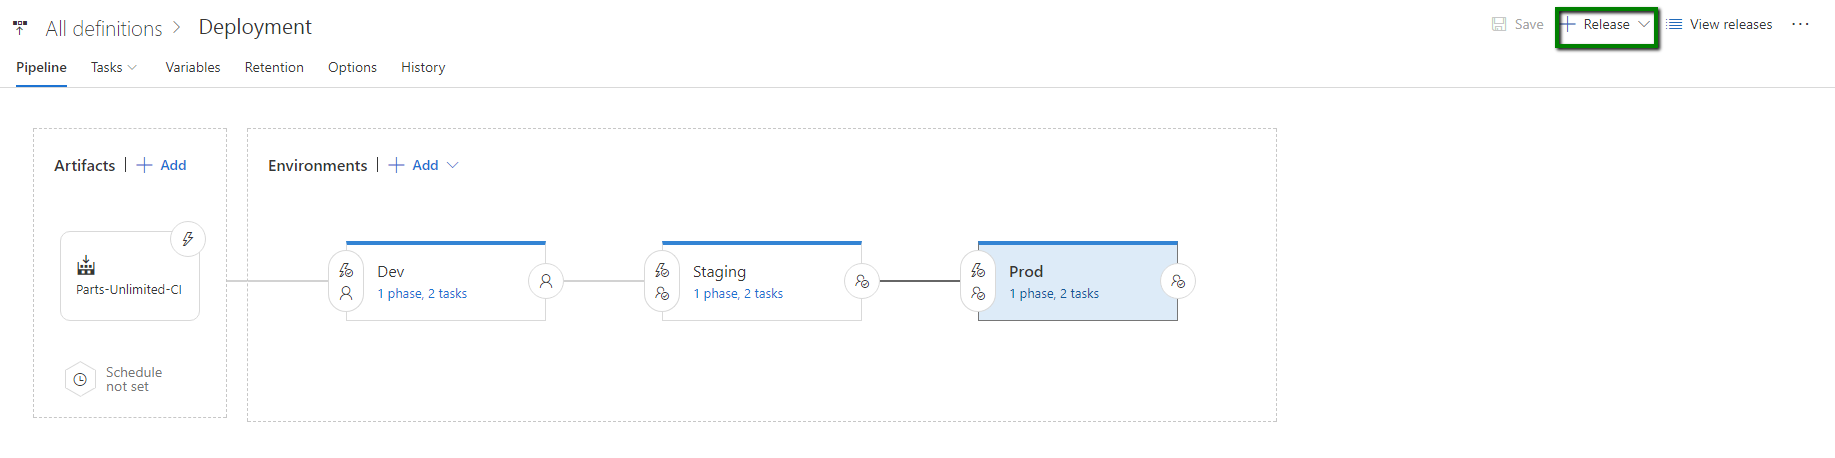 All definitions > Deployment
Save
+ Release
View releases
...
Pipeline
Tasks
Variables
Retention
Options
History
Artifacts | + Add
Environments | + Add
Parts-Unlimited-CI
Schedule
not set
Dev
1 phase, 2 tasks
Staging
1 phase, 2 tasks
Prod
1 phase, 2 tasks